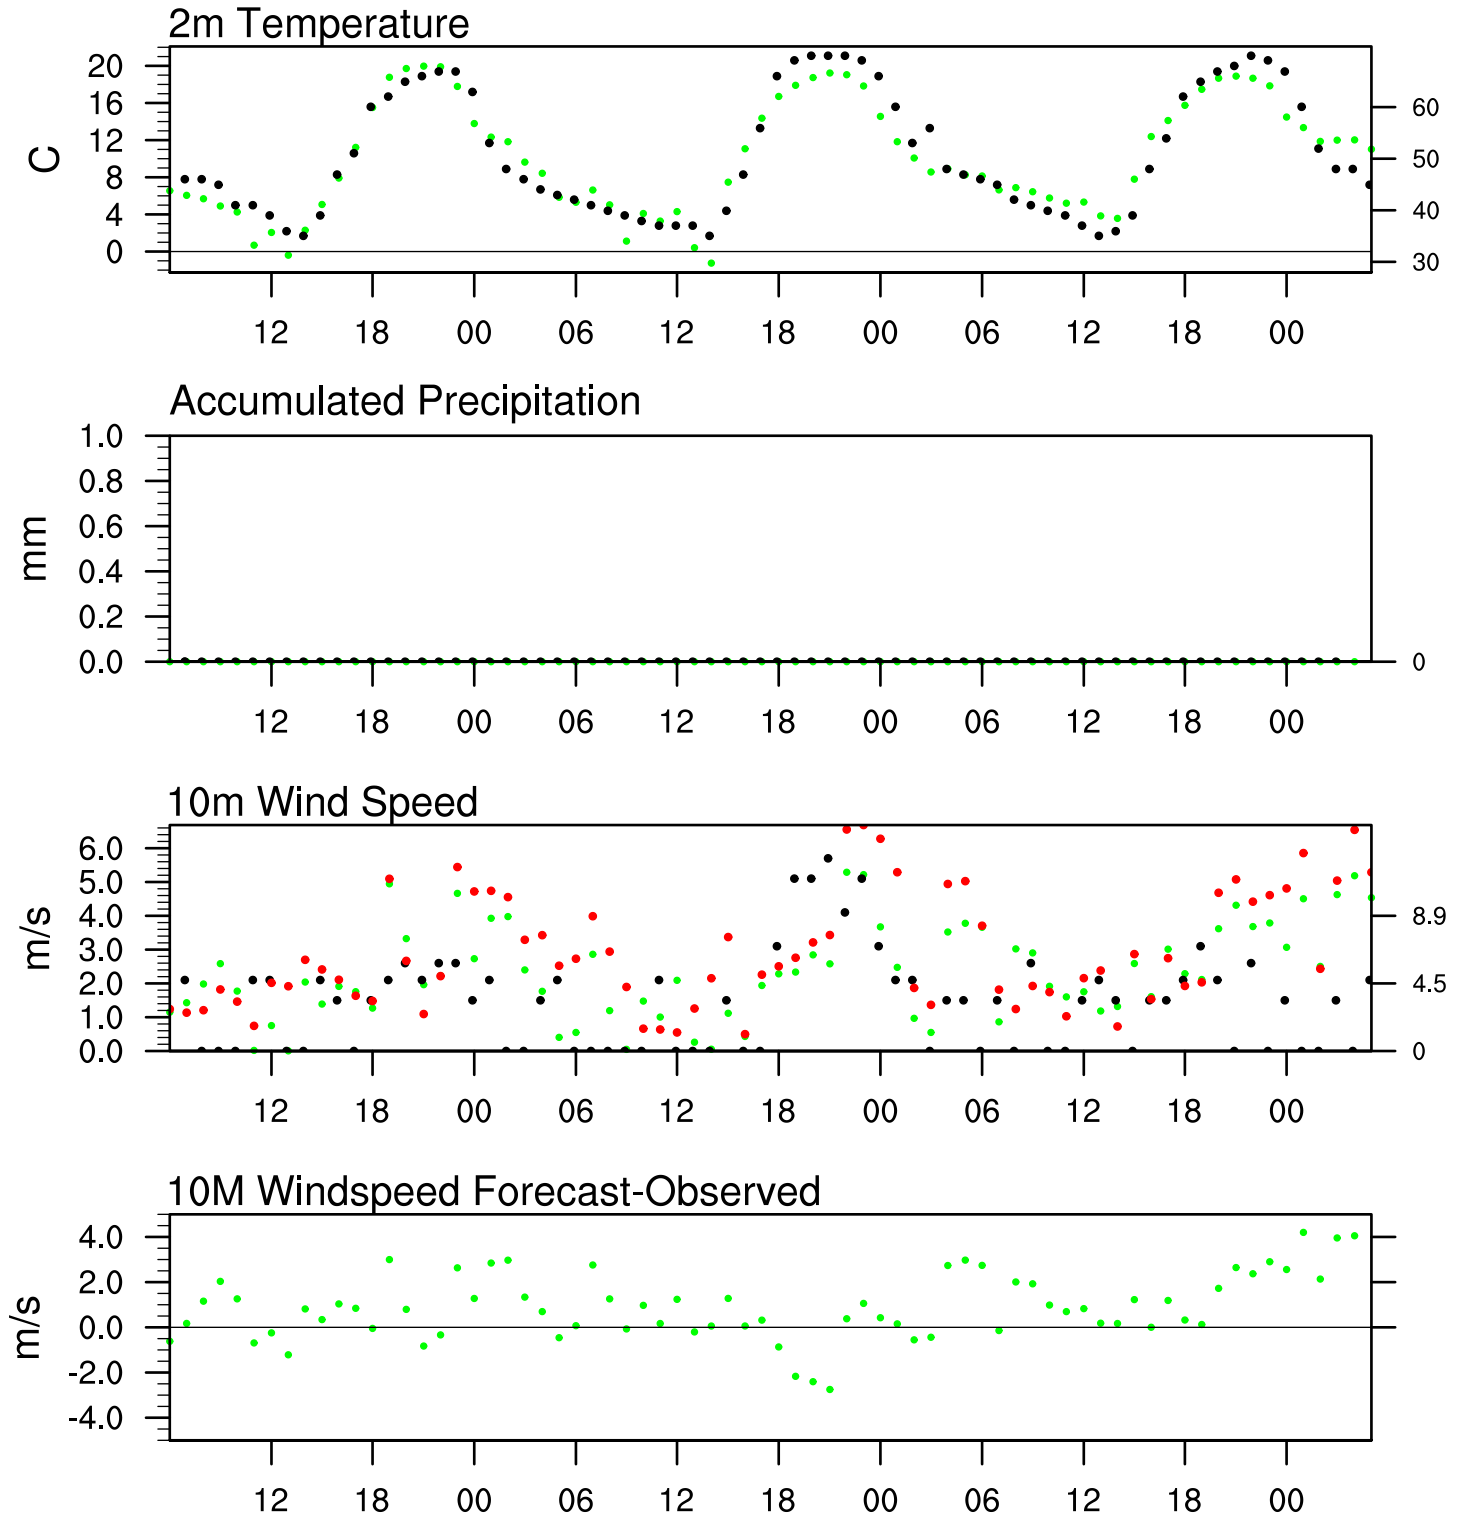 2m Temperature
20
16
12
8
4
0
C
60
50
40
30
12 18 00 06 12 18 00 06 12 18 00
Accumulated Precipitation
1.0
0.8
0.6
0.4
0.2
0.0
mm
0
12 18 00 06 12 18 00 06 12 18 00
10m Wind Speed
6.0
5.0
4.0
3.0
2.0
1.0
0.0
m/s
8.9
4.5
0
12 18 00 06 12 18 00 06 12 18 00
10M Windspeed Forecast-Observed
4.0
2.0
0.0
-2.0
-4.0
m/s
12 18 00 06 12 18 00 06 12 18 00